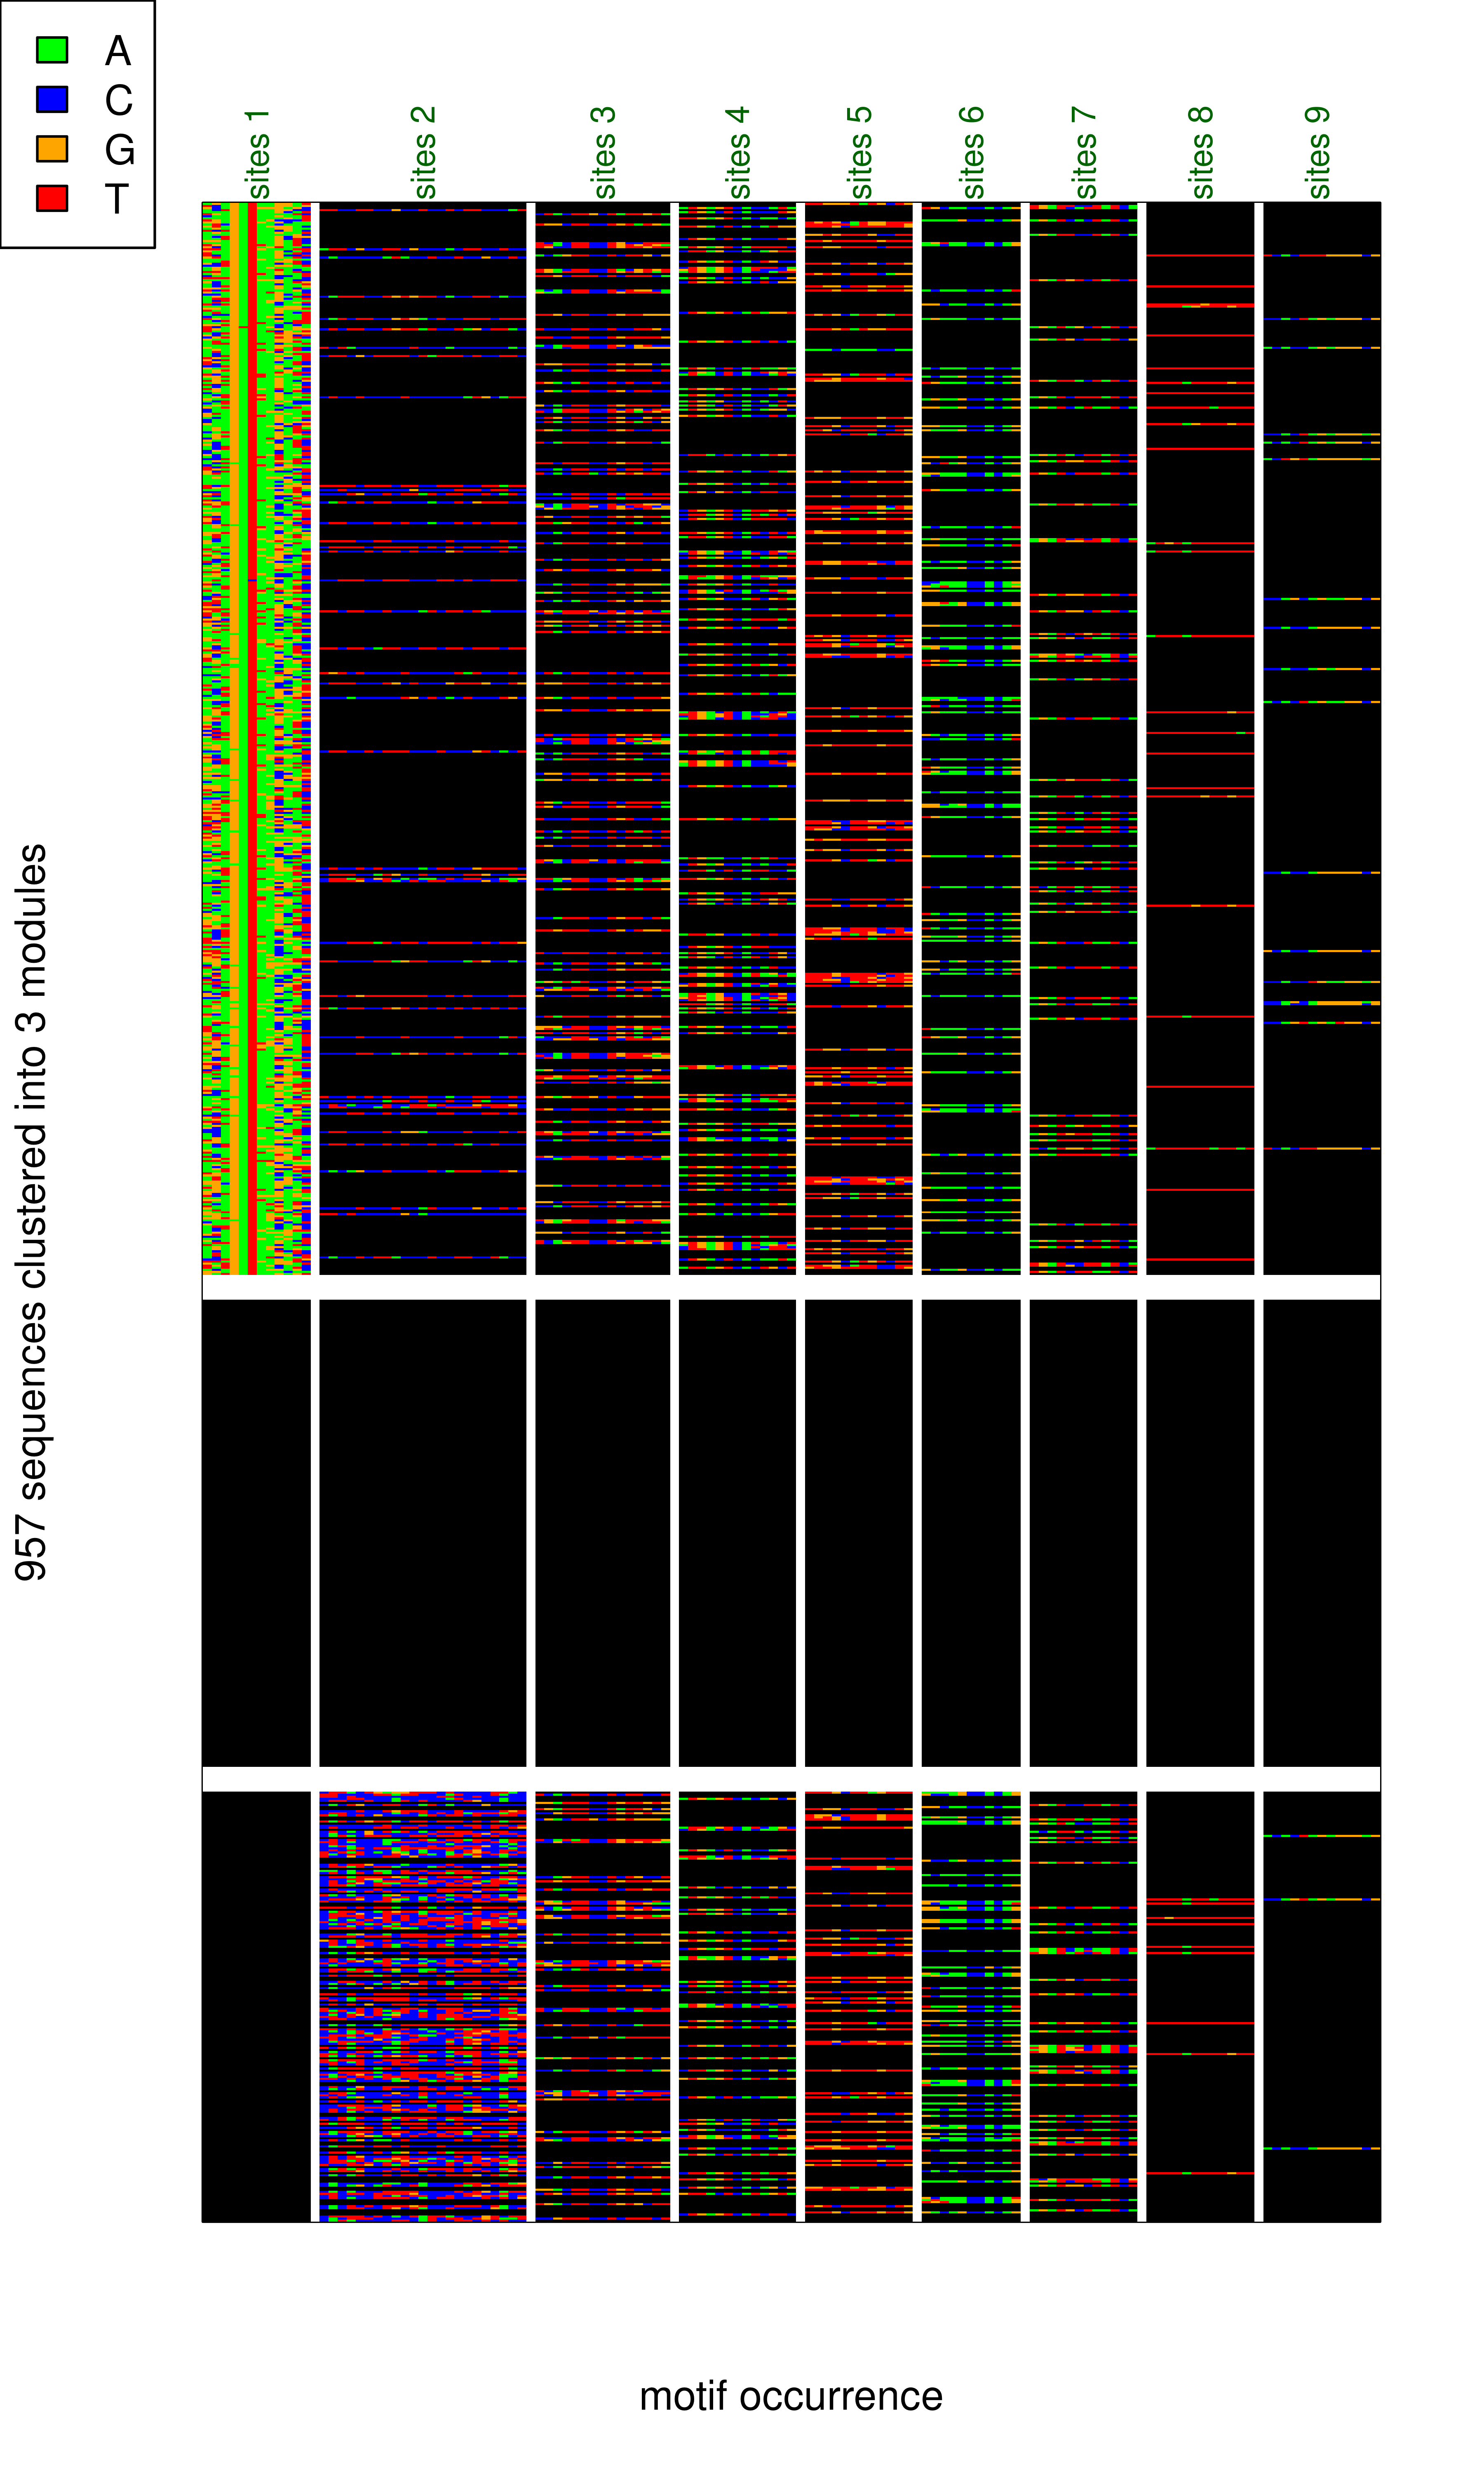 A
C
G
T
sites 1
sites 2
sites 3
sites 4
sites 5
sites 6
sites 7
sites 8
sites 9
957 sequences clustered into 3 modules
motif occurrence